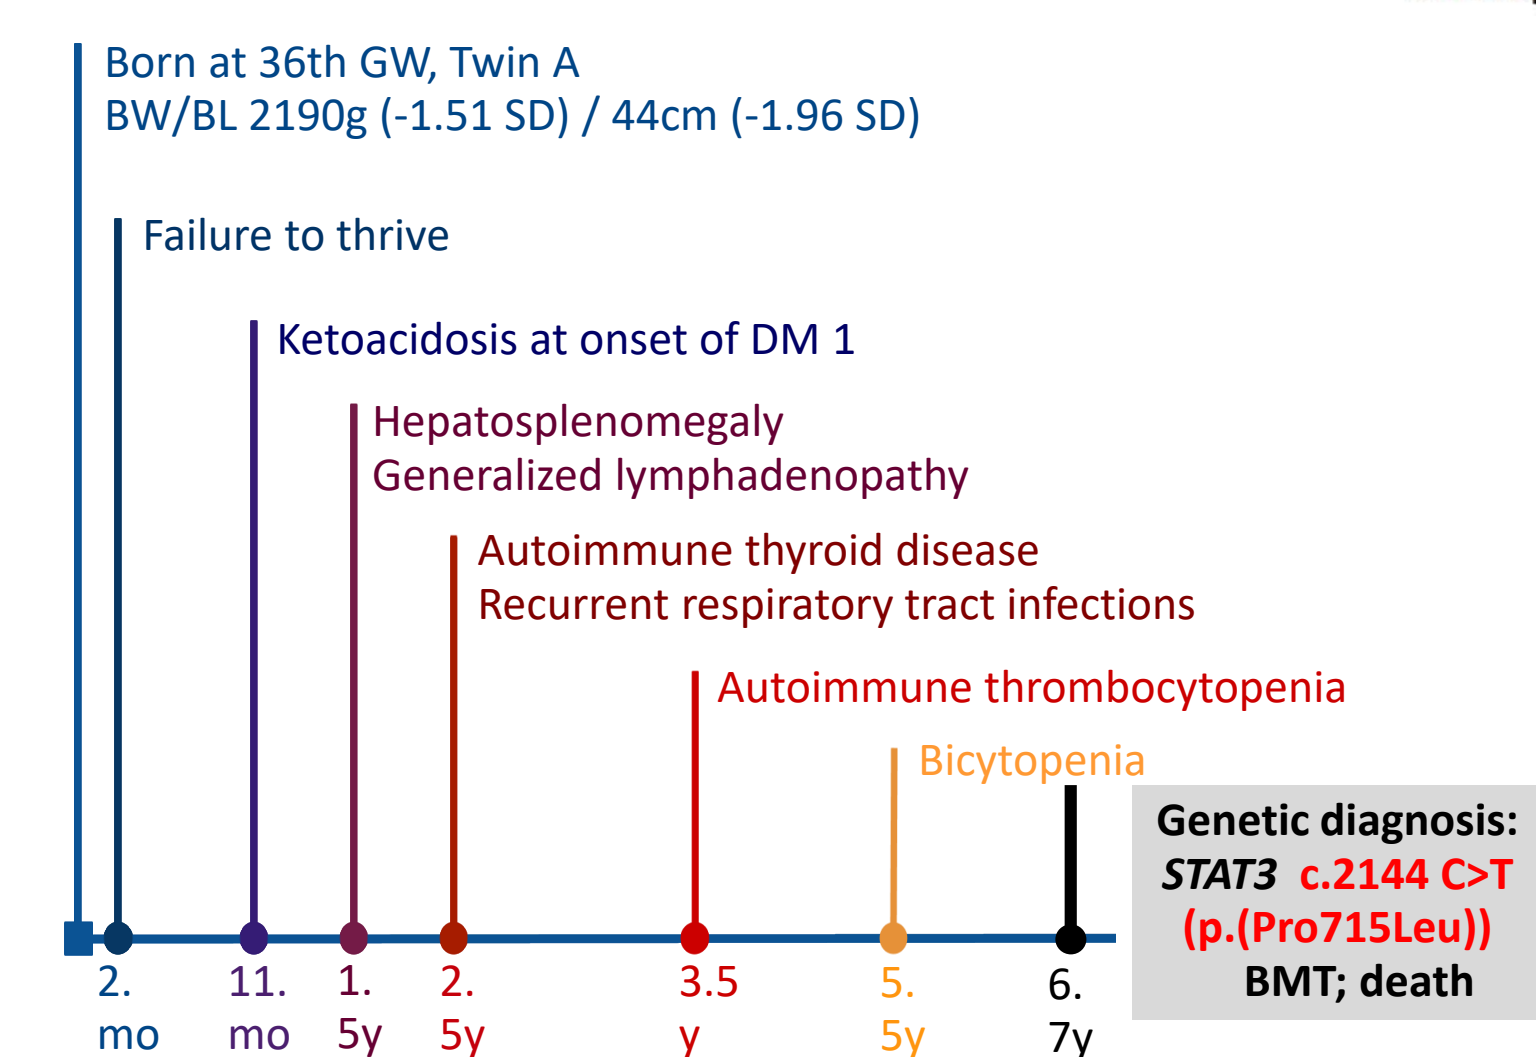 Born at 36th GW, Twin A
BW/BL 2190g (-1.51 SD) / 44cm (-1.96 SD)
Failure to thrive
Ketoacidosis at onset of DM 1
Hepatosplenomegaly
Generalized lymphadenopathy
Autoimmune thyroid disease
Recurrent respiratory tract infections
Autoimmune thrombocytopenia
Bicytopenia
Genetic diagnosis:
STAT3 c.2144 C>T
(p.(Pro715Leu))
BMT; death
2.
mo
11.
mo
1.
5y
2.
5y
3.5
y
5.
5y
6.
7y